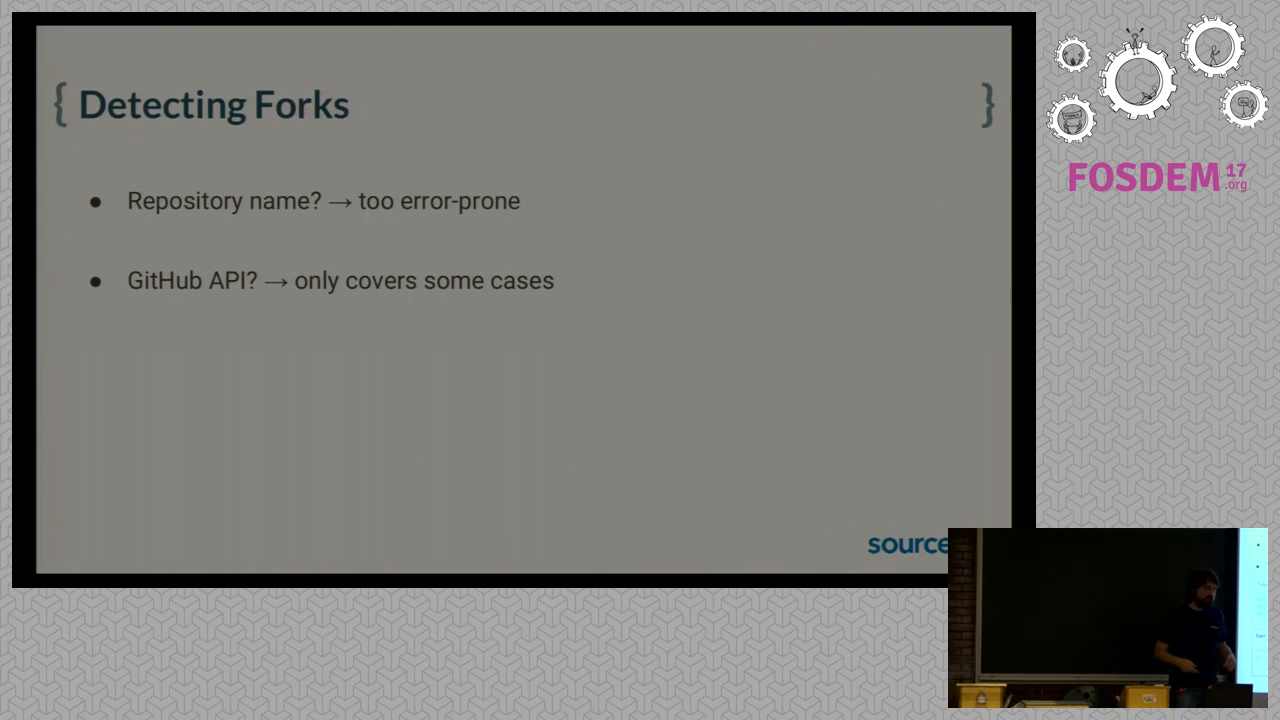 { Detecting Forks }
● Repository name? → too error-prone
● GitHub API? → only covers some cases
source
FOSDEM 17
.org